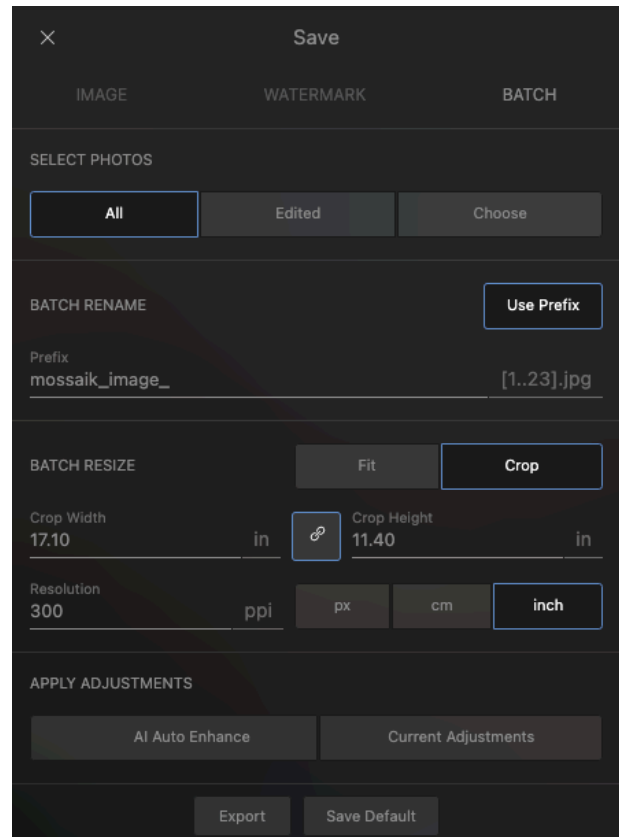 Save
IMAGE WATERMARK BATCH
SELECT PHOTOS
All Edited Choose
BATCH RENAME Use Prefix
Prefix
mossaik_image_ [1..23].jpg
BATCH RESIZE Fit Crop
Crop Width Crop Height
17.10 in 11.40 in
Resolution
300 ppi px cm inch
APPLY ADJUSTMENTS
AI Auto Enhance Current Adjustments
Export Save Default